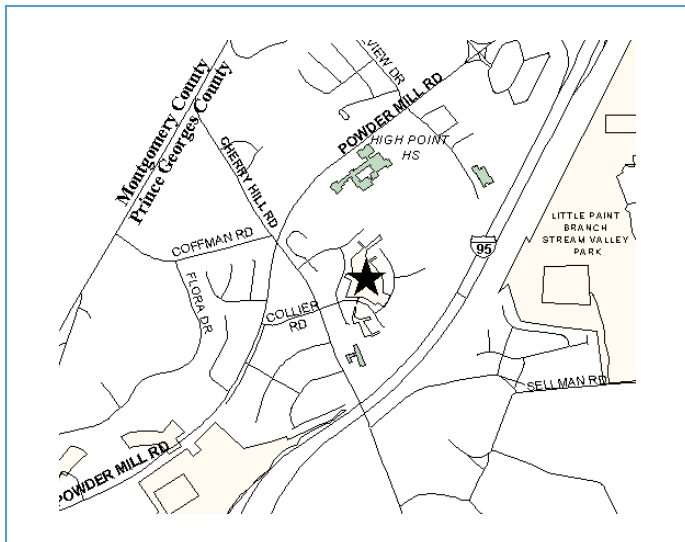 VIEW DR
POWDER MILL RD
Montgomery County
Prince Georges County
HIGH POINT
HS
CHERRY HILL RD
COFFMAN RD
FLORA DR
95
LITTLE PAINT
BRANCH
STREAM VALLEY
PARK
COLLIER
RD
SELLMAN RD
POWDER MILL RD